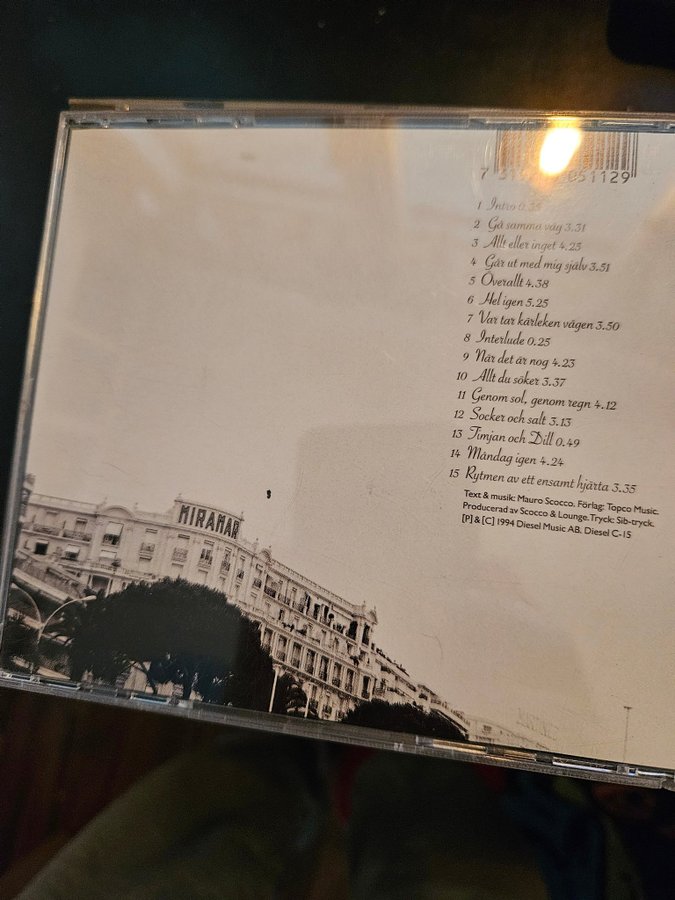 051129
1 Intro
2 Gå samma väg 3.31
3 Allt eller inget 4.25
4 Går ut med mig själv 3.51
5 Överallt 4.38
6 Hel igen 5.25
7 Var tar kärleken vägen 3.50
8 Interlude 0.25
9 När det är nog 4.23
10 Allt du söker 3.37
11 Genom sol, genom regn 4.12
12 Socker och salt 3.13
13 Timjan och Dill 0.49
14 Måndag igen 4.24
15 Rytmen av ett ensamt hjärta 3.35
Text & musik: Mauro Scocco. Förlag: Topco Music.
Producerad av Scocco & Lounge. Tryck: Sib-tryck.
[P] & [C] 1994 Diesel Music AB. Diesel C-15
MIRAMAR